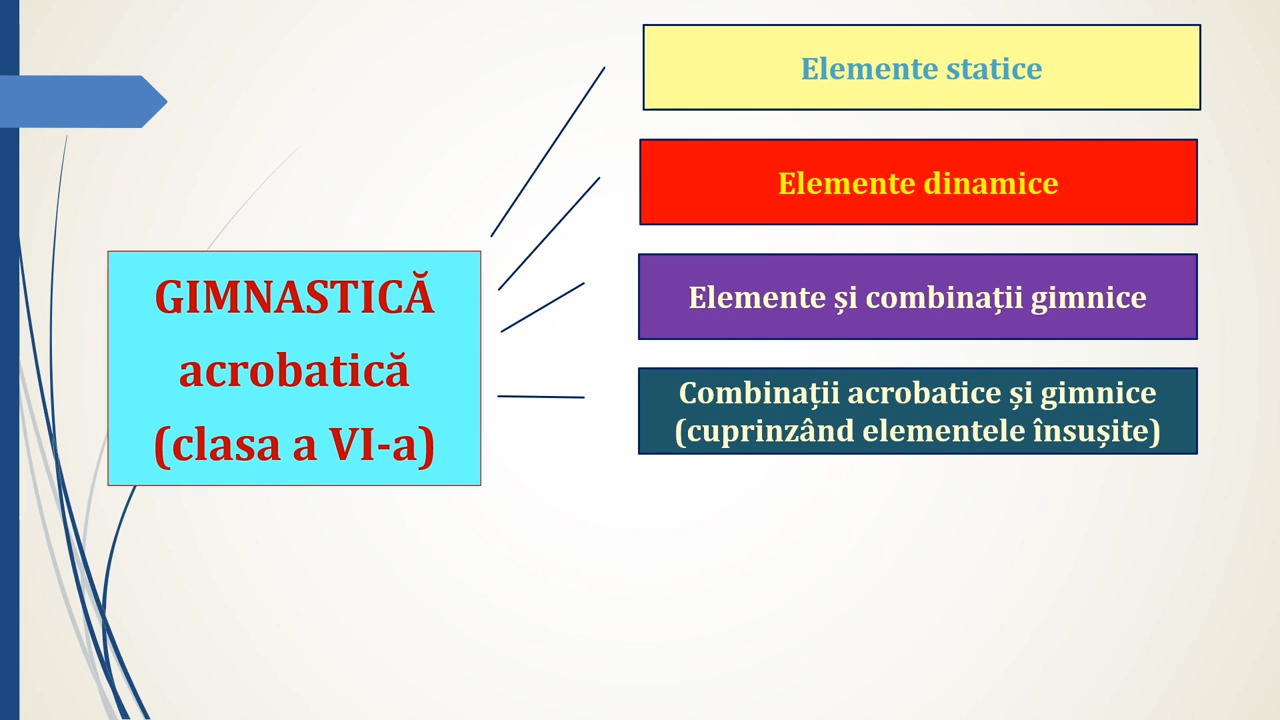 Elemente statice
Elemente dinamice
GIMNASTICĂ
acrobatică
(clasa a VI-a)
Elemente și combinații gimnice
Combinații acrobatice și gimnice
(cuprinzând elementele însușite)